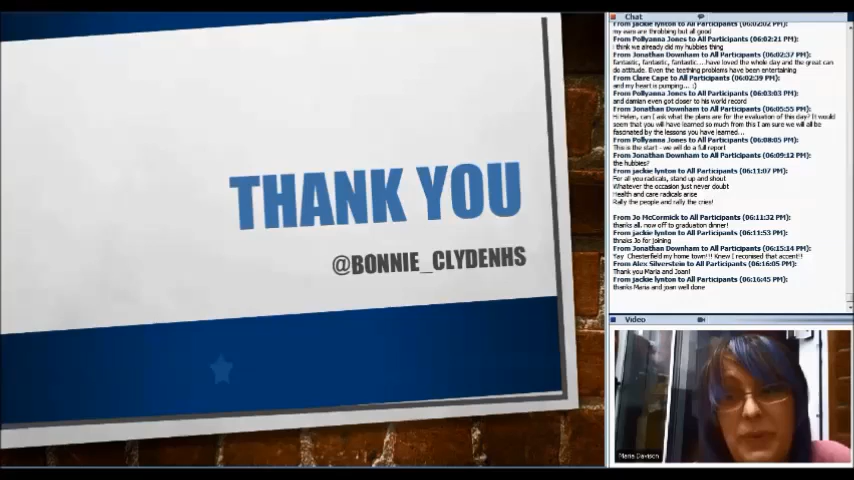 THANK YOU
@BONNIE_CLYDENHS
Chat
From jackie lynton to All Participants (06:02:02 PM):
my ears are throbbing but all good
From Pollyanna Jones to All Participants (06:02:21 PM):
I think we already did my hubbies thing
From Jonathan Downham to All Participants (06:02:37 PM):
fantastic, fantastic, fantastic....have loved the whole day and the great can
do attitude. Even the teething problems have been entertaining
From Clare Cape to All Participants (06:02:39 PM):
and my heart is pumping... :)
From Pollyanna Jones to All Participants (06:03:03 PM):
and damian even got closer to his world record
From Jonathan Downham to All Participants (06:05:55 PM):
Hi Helen, can I ask what the plans are for the evaluation of this day? It would
seem that you will have learned so much from this I am sure we will all be
fascinated by the lessons you have learned...
From Pollyanna Jones to All Participants (06:08:05 PM):
This is the start - we will do a full report
From Jonathan Downham to All Participants (06:09:12 PM):
the hubbies?
From jackie lynton to All Participants (06:11:07 PM):
For all you radicals, stand up and shout
Whatever the occasion just never doubt
Health and care radicals arise
Rally the people and rally the cries!
From Jo McCormick to All Participants (06:11:32 PM):
thanks all. now off to graduation dinner!
From jackie lynton to All Participants (06:11:53 PM):
thnaks Jo for joining
From Jonathan Downham to All Participants (06:15:14 PM):
Yay Chesterfield my home town!!! Knew I reconised that accent!!
From Alex Silverstein to All Participants (06:16:05 PM):
Thank you Maria and Joan!
From jackie lynton to All Participants (06:16:45 PM):
thanks Maria and joan well done
Video
Maria Davison